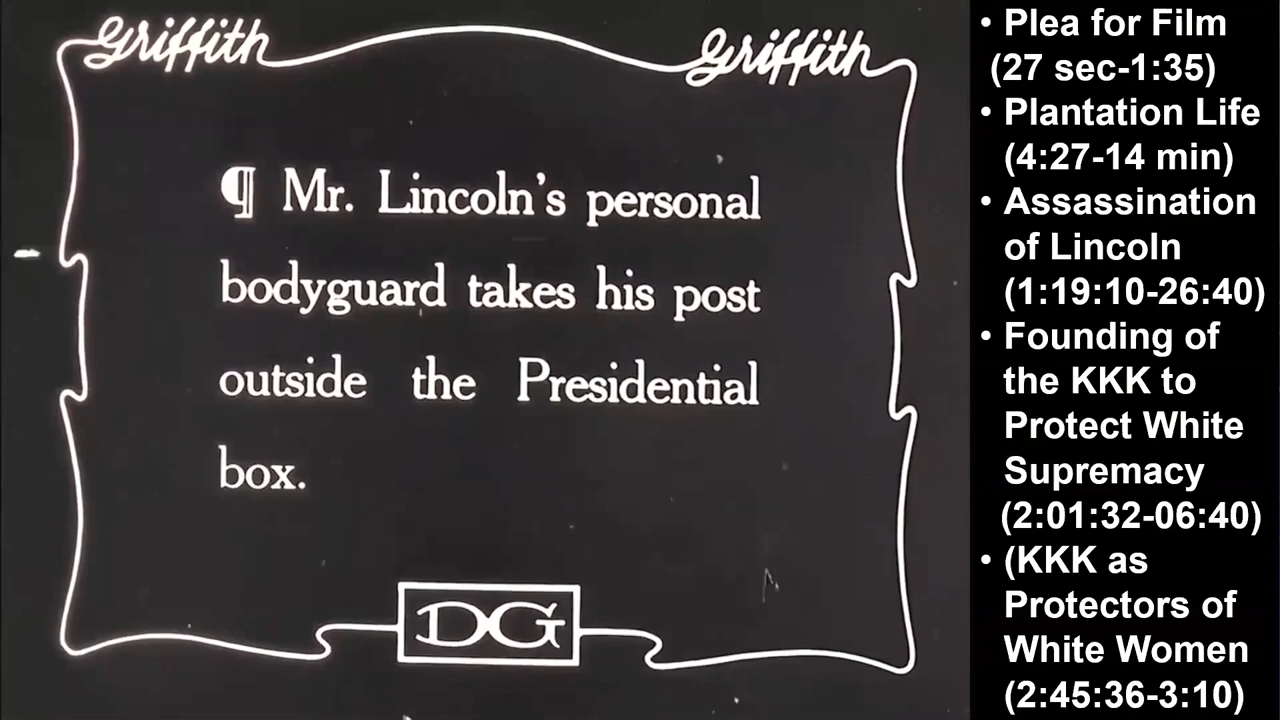 Griffith Griffith
¶ Mr. Lincoln's personal
bodyguard takes his post
outside the Presidential
box.
DG
• Plea for Film
(27 sec-1:35)
• Plantation Life
(4:27-14 min)
• Assassination
of Lincoln
(1:19:10-26:40)
• Founding of
the KKK to
Protect White
Supremacy
(2:01:32-06:40)
• (KKK as
Protectors of
White Women
(2:45:36-3:10)